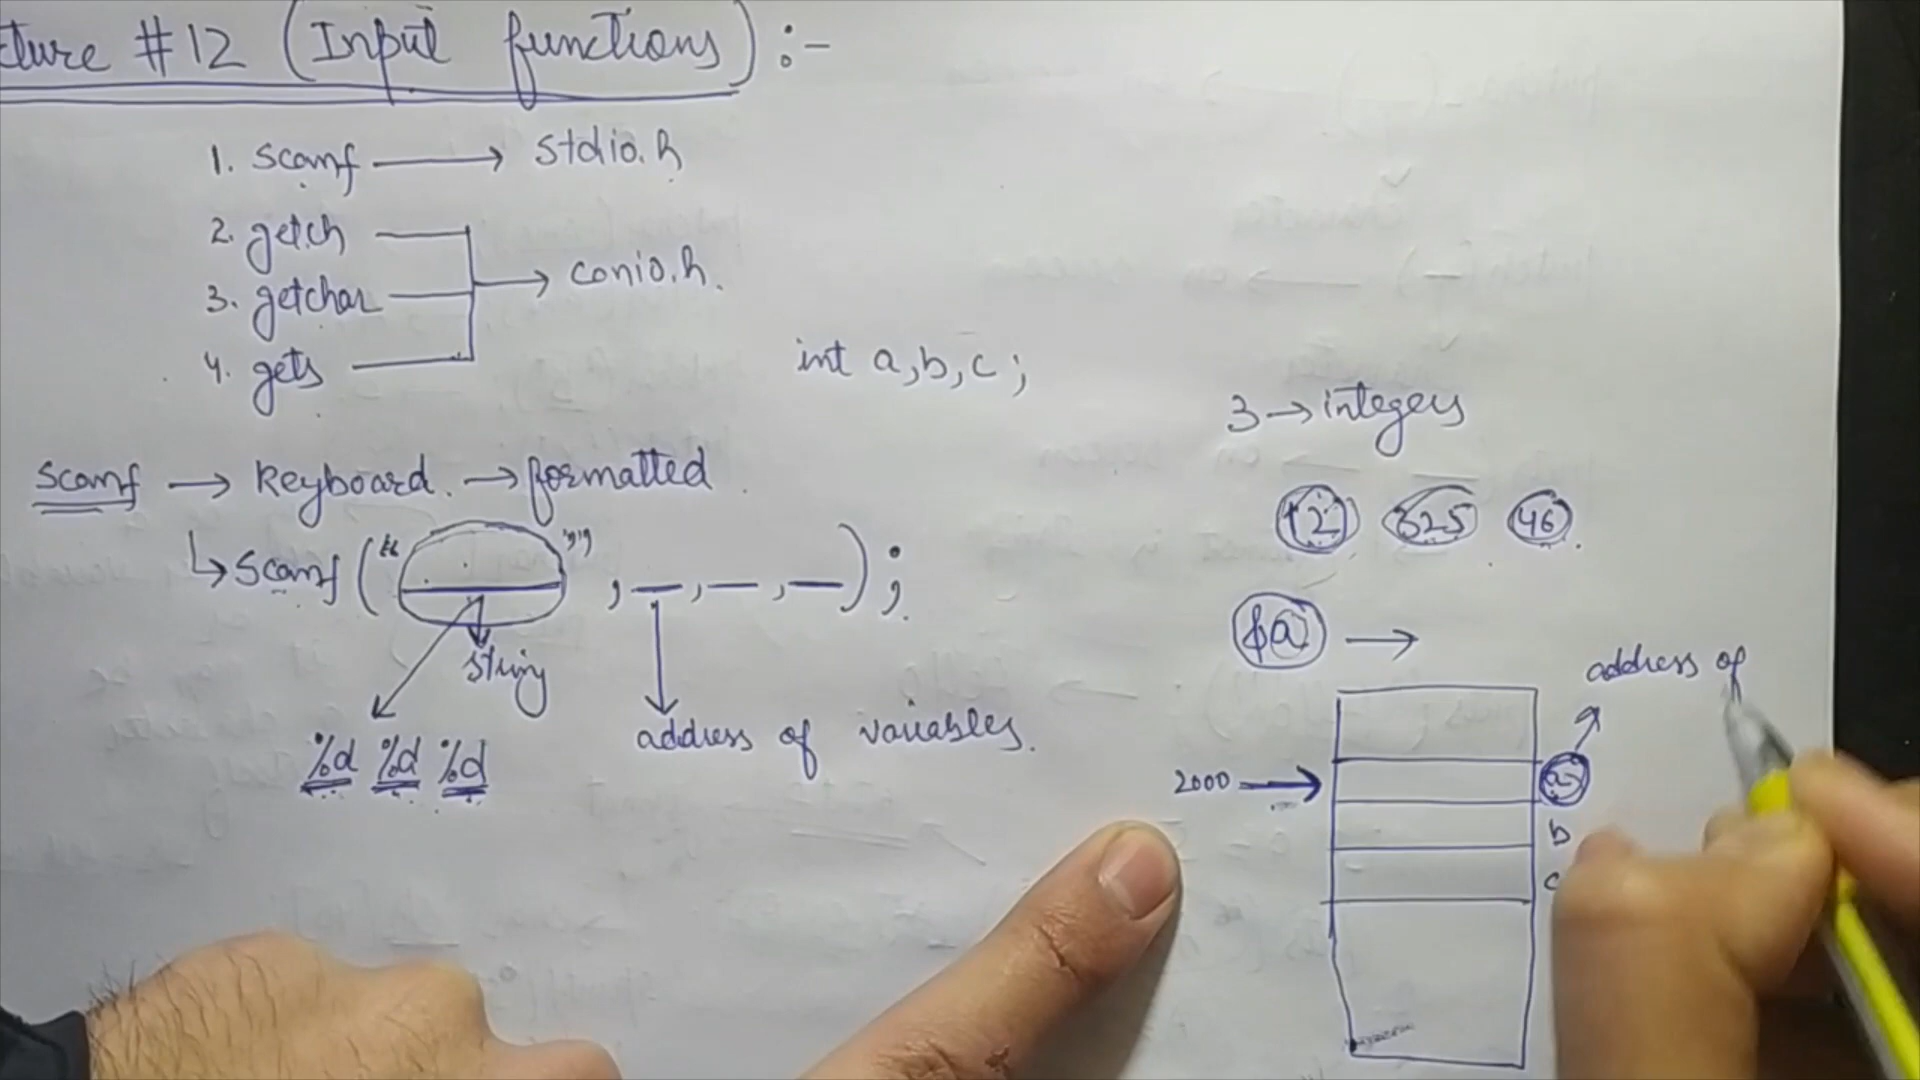 cture #12 (Input functions) :-
1. scanf → stdio.h
2. getch
3. getchar → conio.h.
4. gets
int a,b,c;
3 → integers
scanf → Keyboard. → formatted
12 325 46
↳ scanf (" " , _, _, _) ;
string
&a →
address of
%d %d %d
address of variables.
2000 →
a
b
c